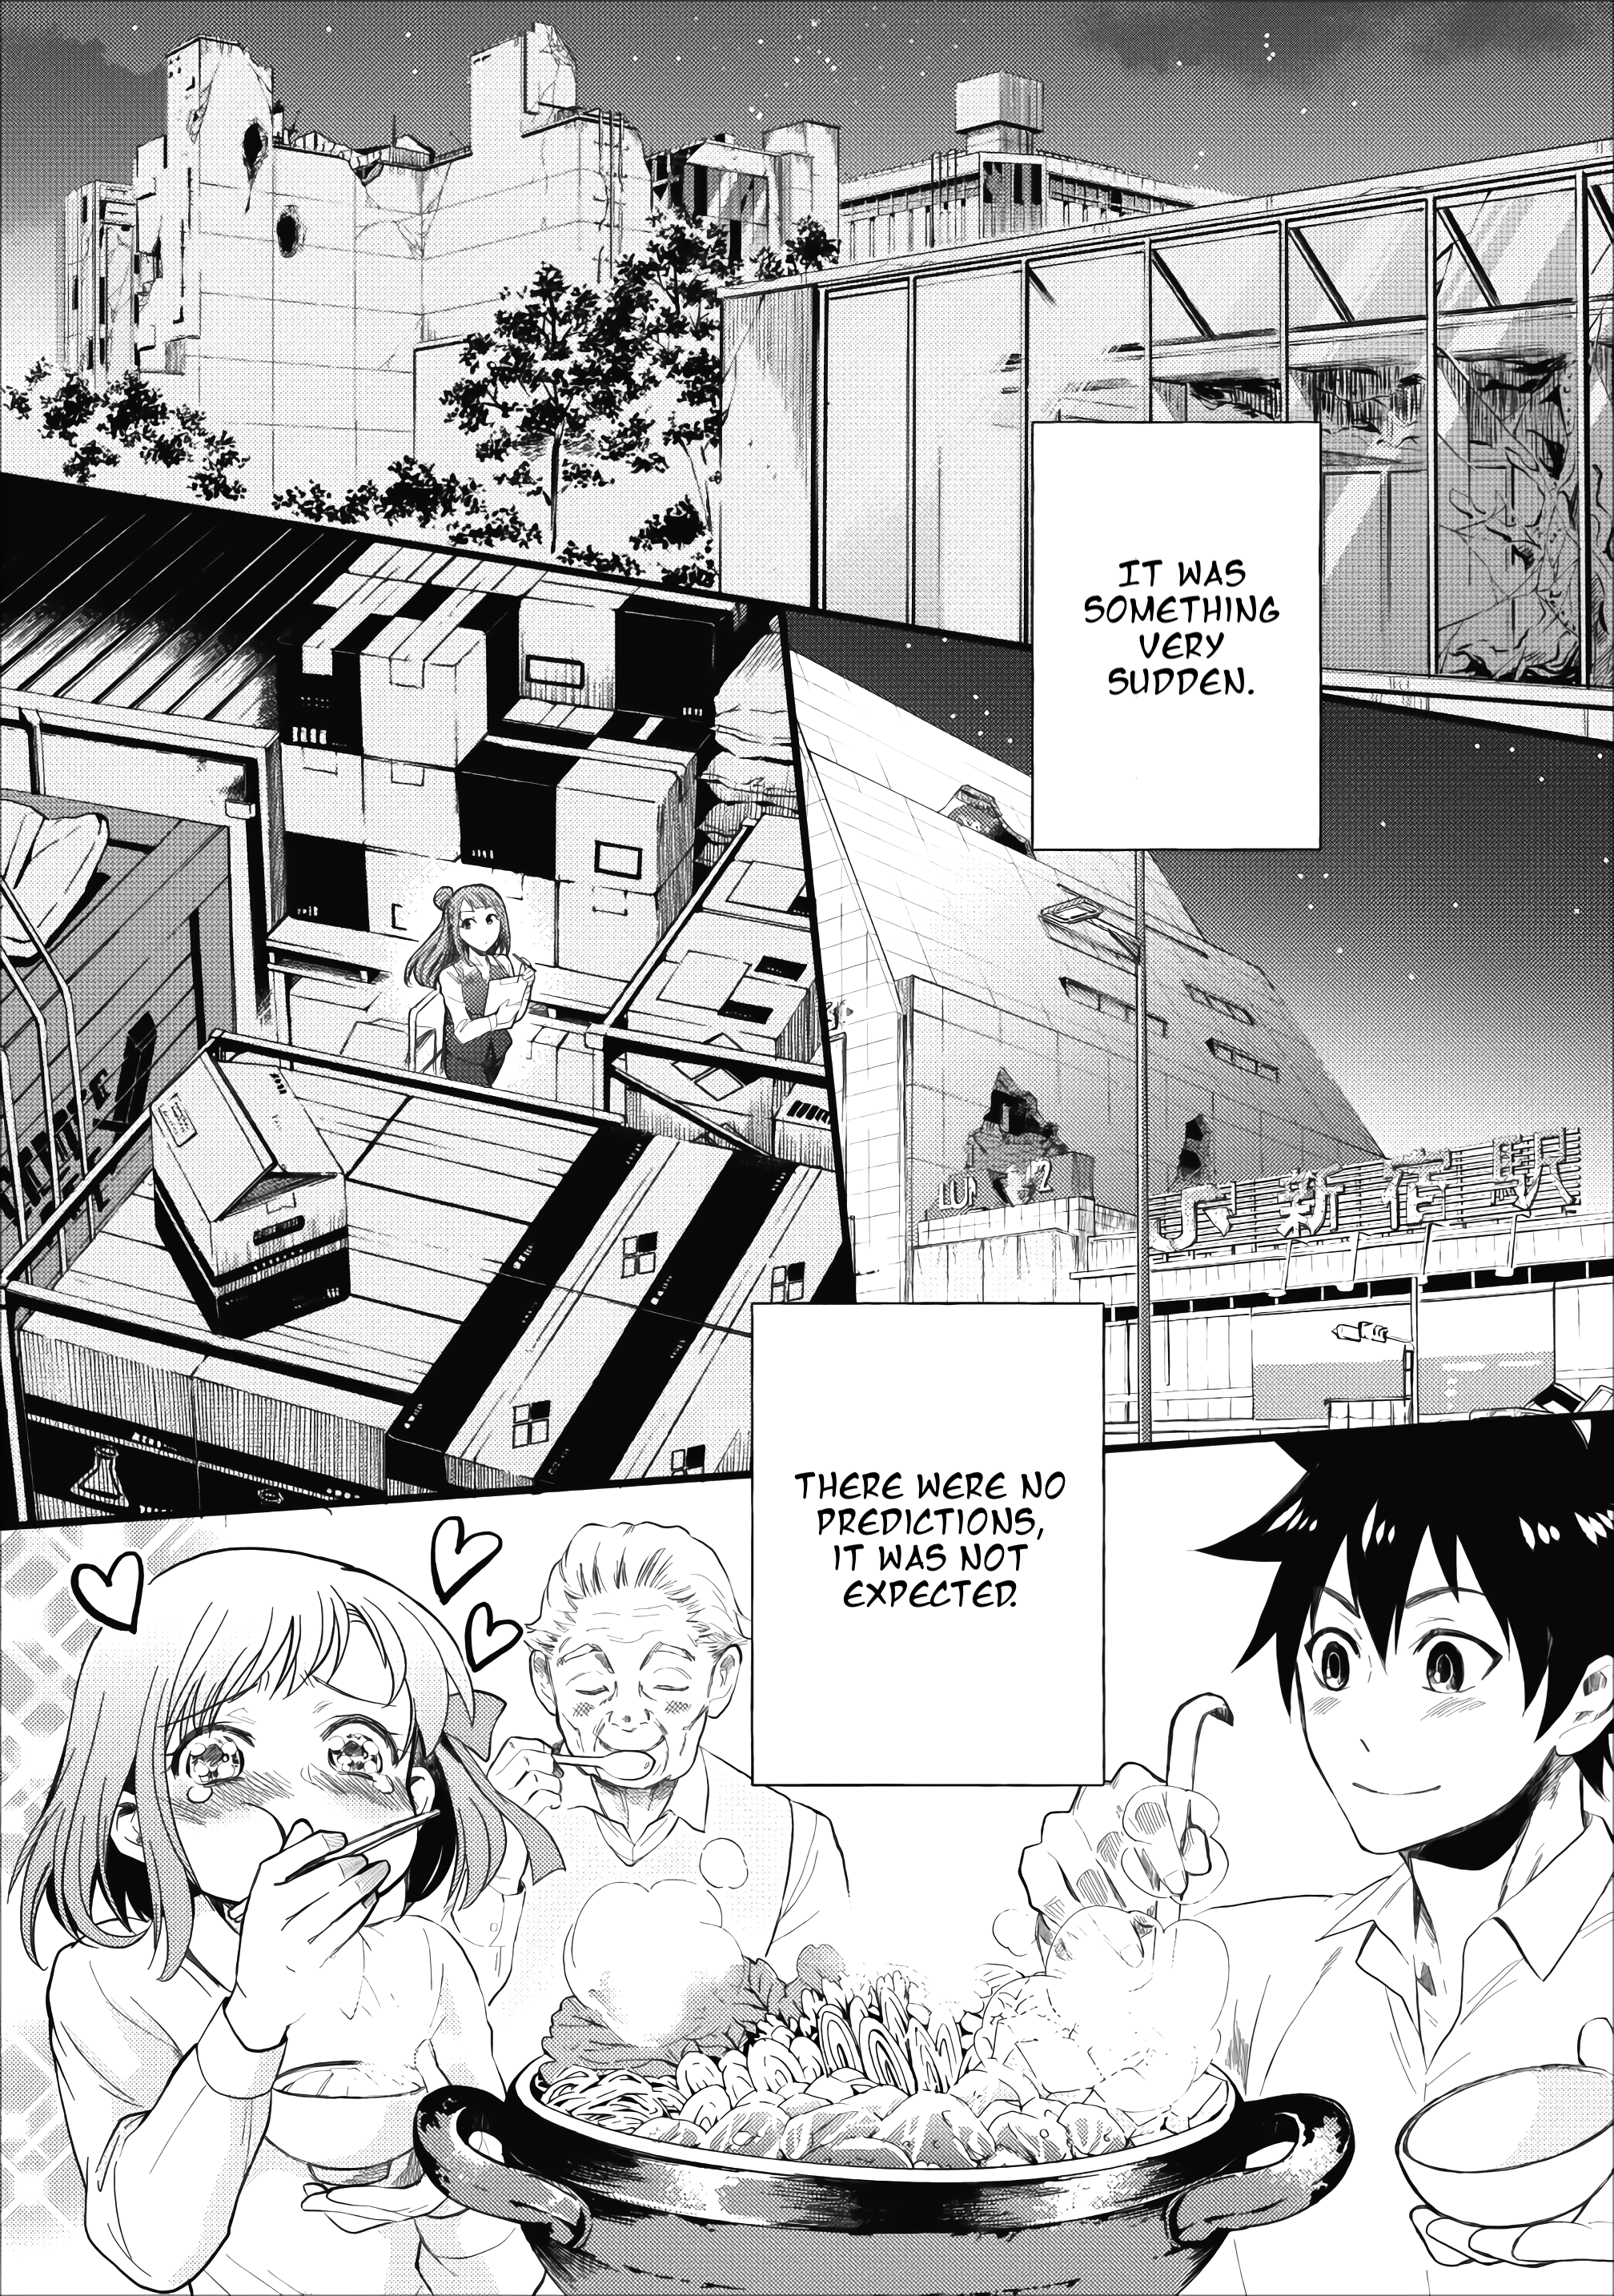 IT WAS
SOMETHING
VERY
SUDDEN.
新宿駅
THERE WERE NO
PREDICTIONS,
IT WAS NOT
EXPECTED.